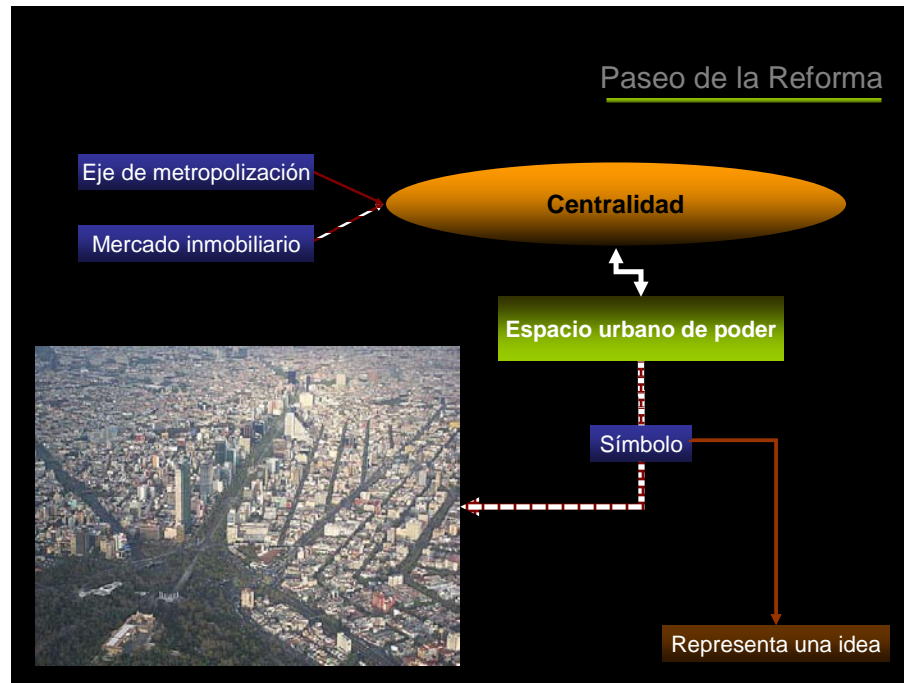 Paseo de la Reforma
Eje de metropolización
Centralidad
Mercado inmobiliario
Espacio urbano de poder
Símbolo
Representa una idea